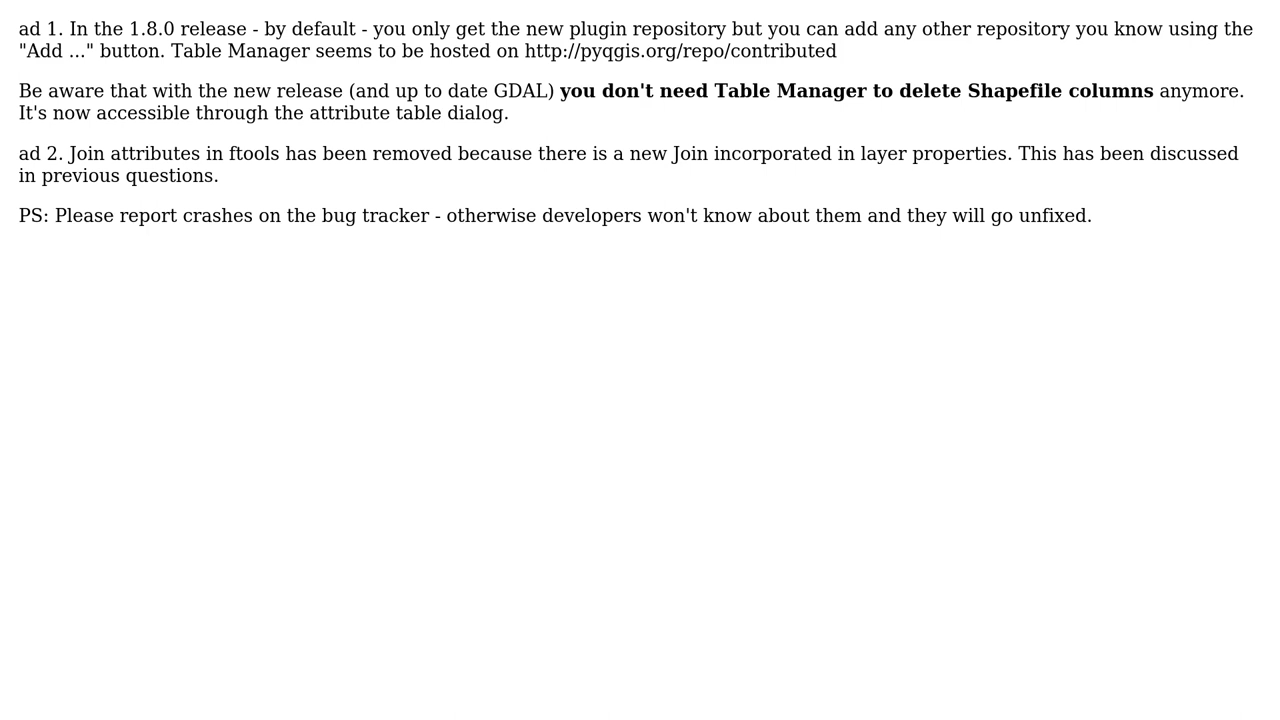 ad 1. In the 1.8.0 release - by default - you only get the new plugin repository but you can add any other repository you know using the
"Add ..." button. Table Manager seems to be hosted on http://pyqgis.org/repo/contributed
Be aware that with the new release (and up to date GDAL) you don't need Table Manager to delete Shapefile columns anymore.
It's now accessible through the attribute table dialog.
ad 2. Join attributes in ftools has been removed because there is a new Join incorporated in layer properties. This has been discussed
in previous questions.
PS: Please report crashes on the bug tracker - otherwise developers won't know about them and they will go unfixed.